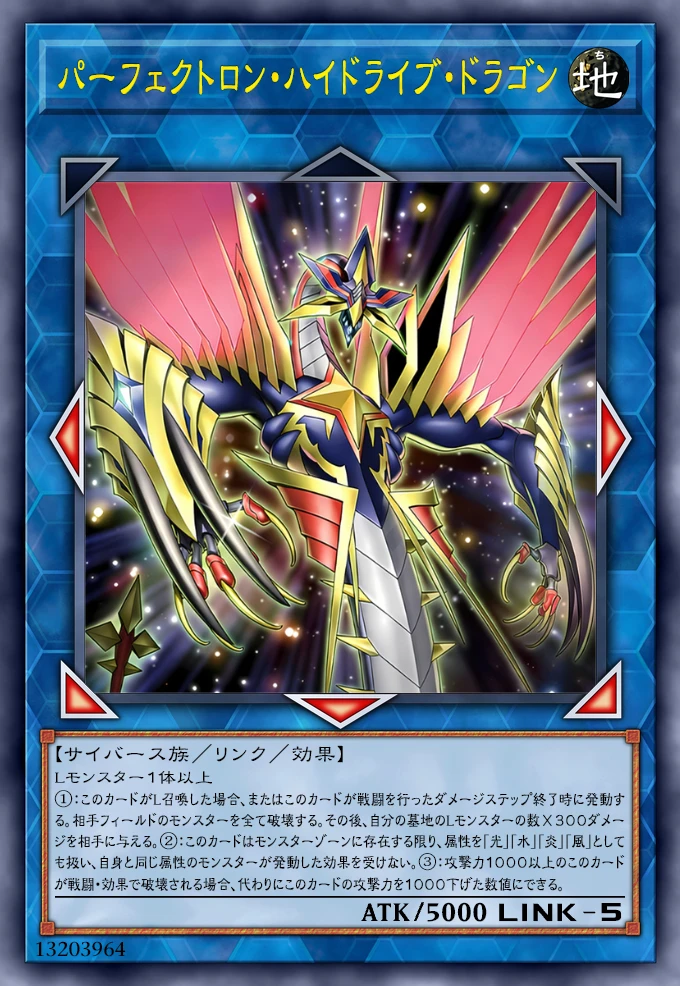 パーフェクトロン・ハイドライブ・ドラゴン
ち
地
【サイバース族／リンク／効果】
Lモンスター１体以上
①：このカードがL召喚した場合、またはこのカードが戦闘を行ったダメージステップ終了時に発動す
る。相手フィールドのモンスターを全て破壊する。その後、自分の墓地のLモンスターの数×３００ダメー
ジを相手に与える。②：このカードはモンスターゾーンに存在する限り、属性を「光」「水」「炎」「風」として
も扱い、自身と同じ属性のモンスターが発動した効果を受けない。③：攻撃力１０００以上のこのカード
が戦闘・効果で破壊される場合、代わりにこのカードの攻撃力を１０００下げた数値にできる。
ATK/5000 LINK－5
13203964